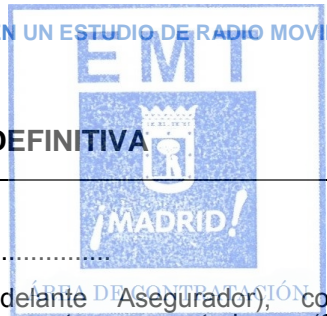 N UN ESTUDIO DE RADIO MOVI
EMT
DEFINITIVA
¡MADRID!
ÁREA DE CONTRATACIÓN
delante Asegurador), co